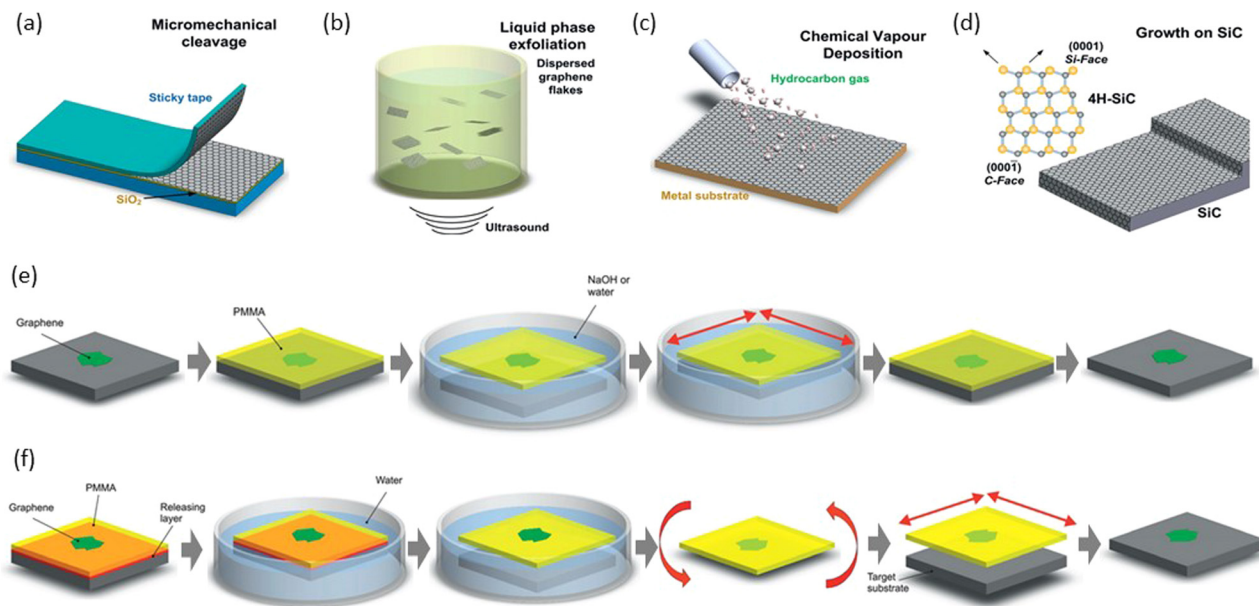 (a)
Micromechanical
cleavage
Sticky tape
SiO₂
(b)
Liquid phase
exfoliation
Dispersed
graphene
flakes
Ultrasound
(c)
Chemical Vapour
Deposition
Hydrocarbon gas
Metal substrate
(d)
Growth on SiC
(0001)
Si-Face
4H-SiC
(0001̄)
C-Face
SiC
(e)
Graphene
PMMA
NaOH or
water
(f)
PMMA
Graphene
Releasing
layer
Water
Target
substrate